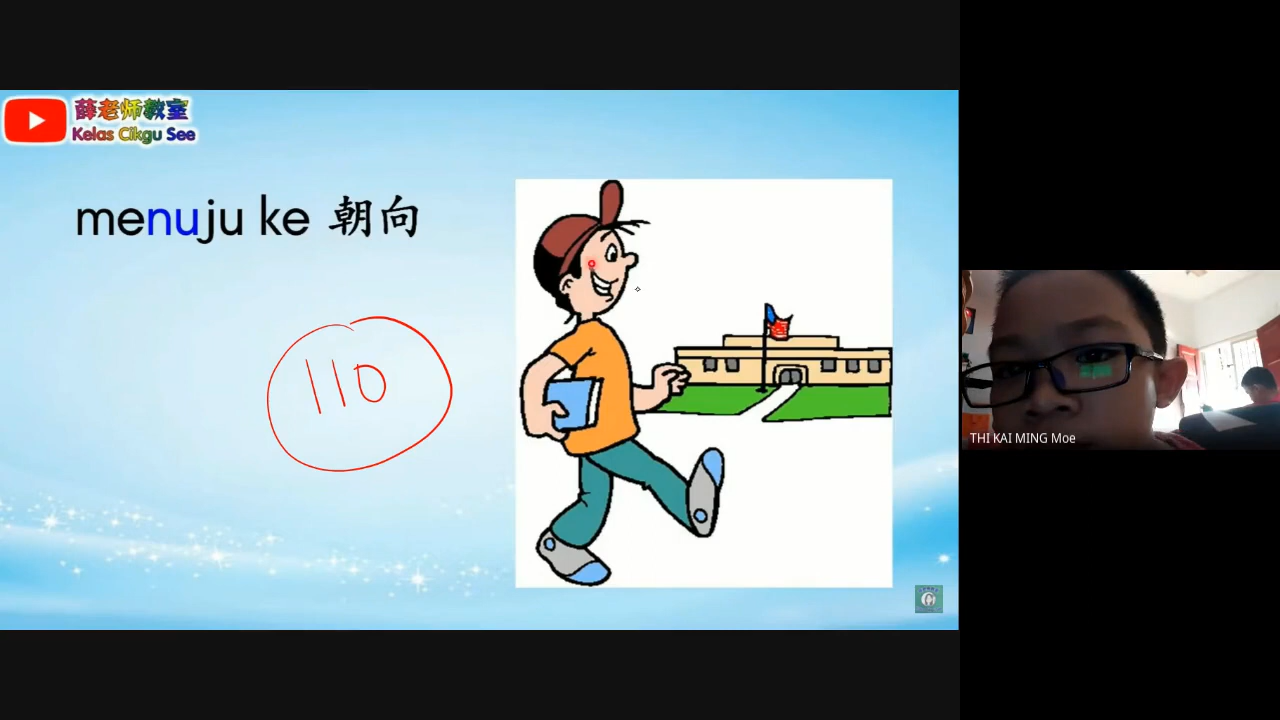 薛老师教室
Kelas Cikgu See
menuju ke 朝向
110
THI KAI MING Moe